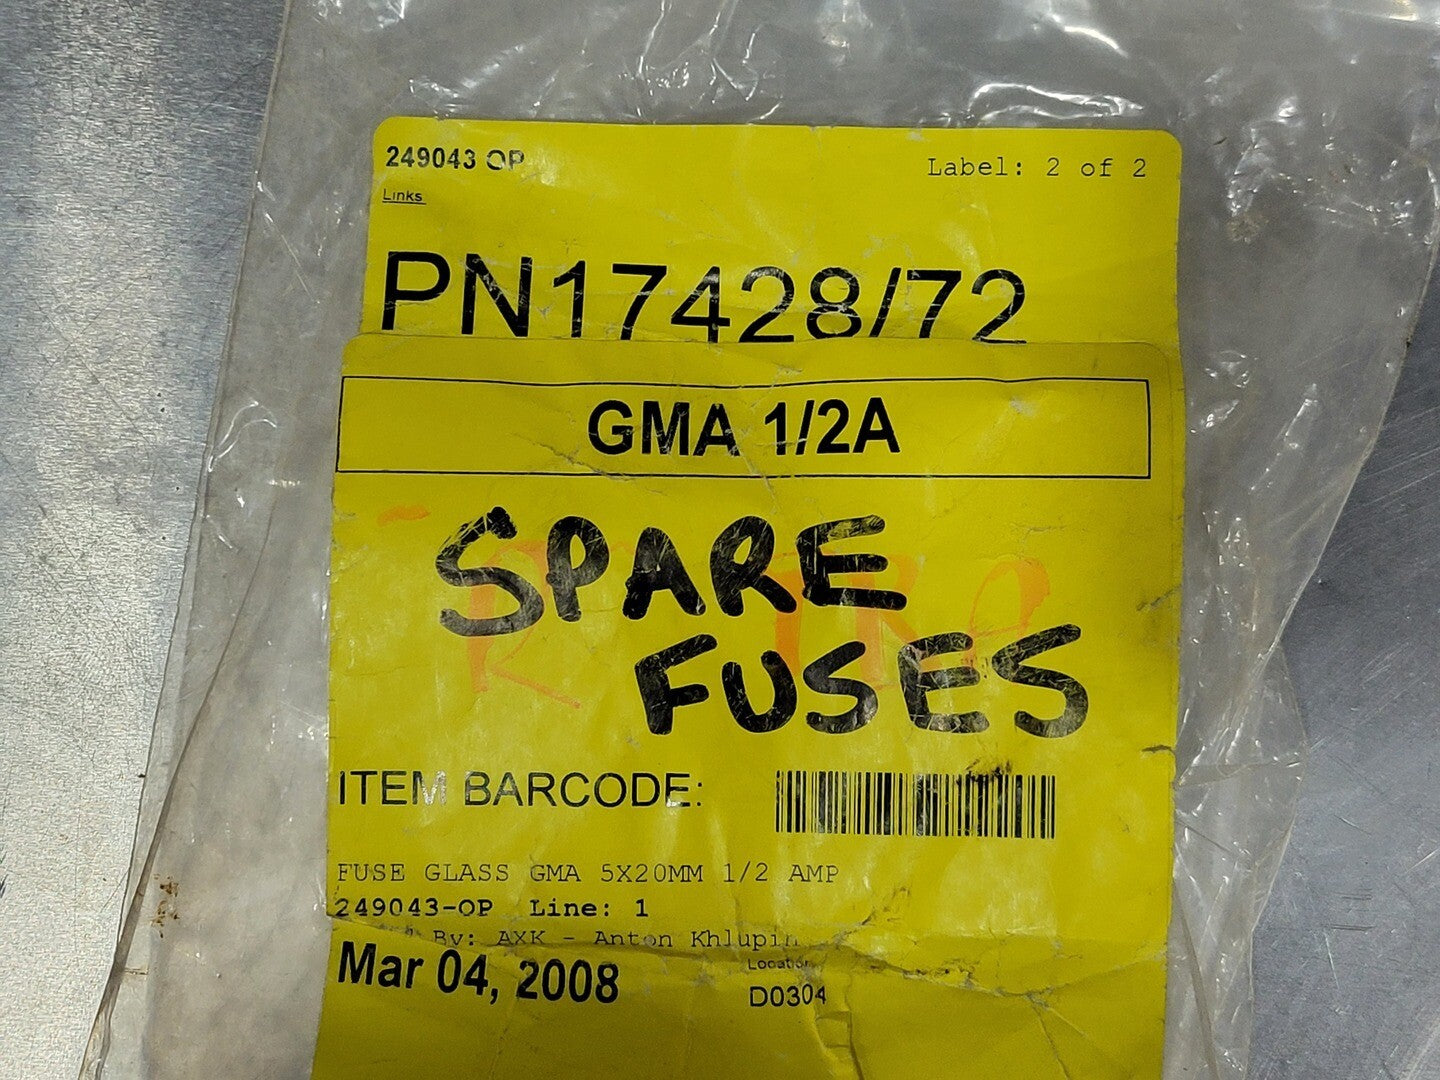 249043 OP
Label: 2 of 2
Links
PN17428/72
GMA 1/2A
SPARE
FUSES
ITEM BARCODE:
FUSE GLASS GMA 5X20MM 1/2 AMP
249043-OP Line: 1
By: AXK - Anton Khlupin
Mar 04, 2008
Location
D0304